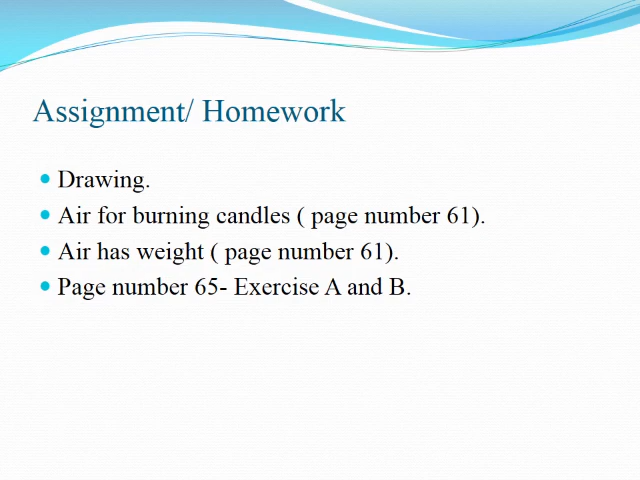 Assignment/ Homework
Drawing.
Air for burning candles ( page number 61).
Air has weight ( page number 61).
Page number 65- Exercise A and B.